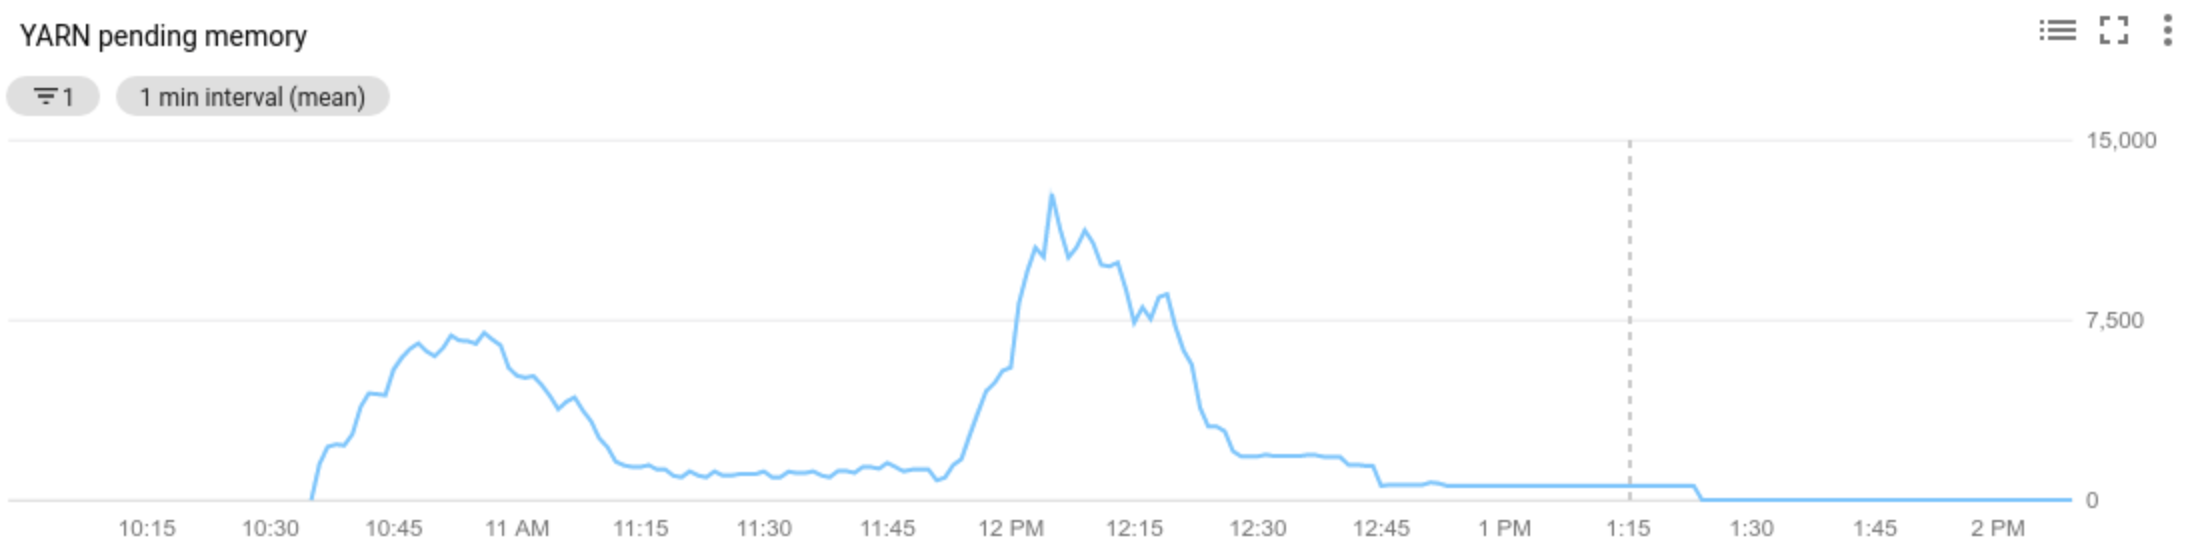 YARN pending memory
1
1 min interval (mean)
15,000
7,500
0
10:15 10:30 10:45 11 AM 11:15 11:30 11:45 12 PM 12:15 12:30 12:45 1 PM 1:15 1:30 1:45 2 PM